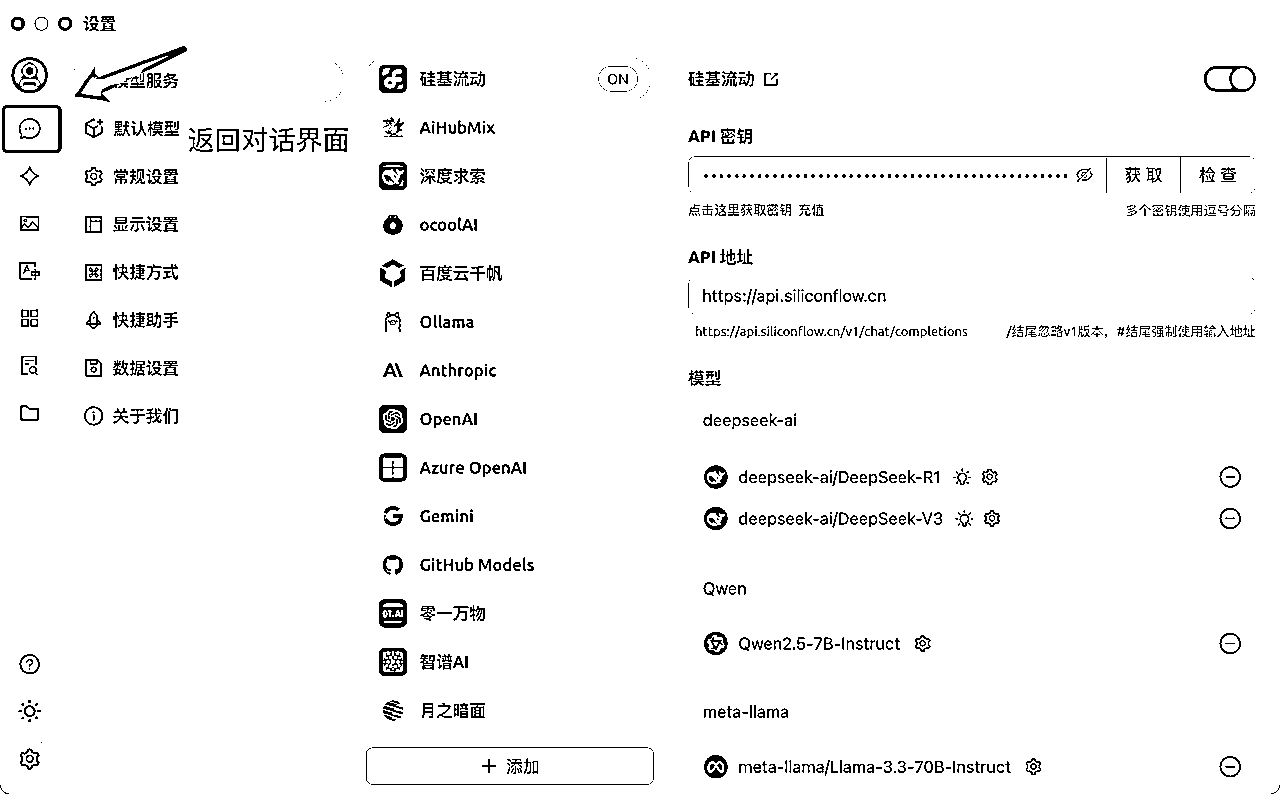 设置
模型服务
默认模型
返回对话界面
常规设置
显示设置
快捷方式
快捷助手
数据设置
关于我们
硅基流动 ON
AiHubMix
深度求索
ocoolAI
百度云千帆
Ollama
Anthropic
OpenAI
Azure OpenAI
Gemini
GitHub Models
零一万物
智谱AI
月之暗面
+ 添加
硅基流动
API 密钥
获取 检查
点击这里获取密钥 充值 多个密钥使用逗号分隔
API 地址
https://api.siliconflow.cn
https://api.siliconflow.cn/v1/chat/completions /结尾忽略v1版本，#结尾强制使用输入地址
模型
deepseek-ai
deepseek-ai/DeepSeek-R1
deepseek-ai/DeepSeek-V3
Qwen
Qwen2.5-7B-Instruct
meta-llama
meta-llama/Llama-3.3-70B-Instruct